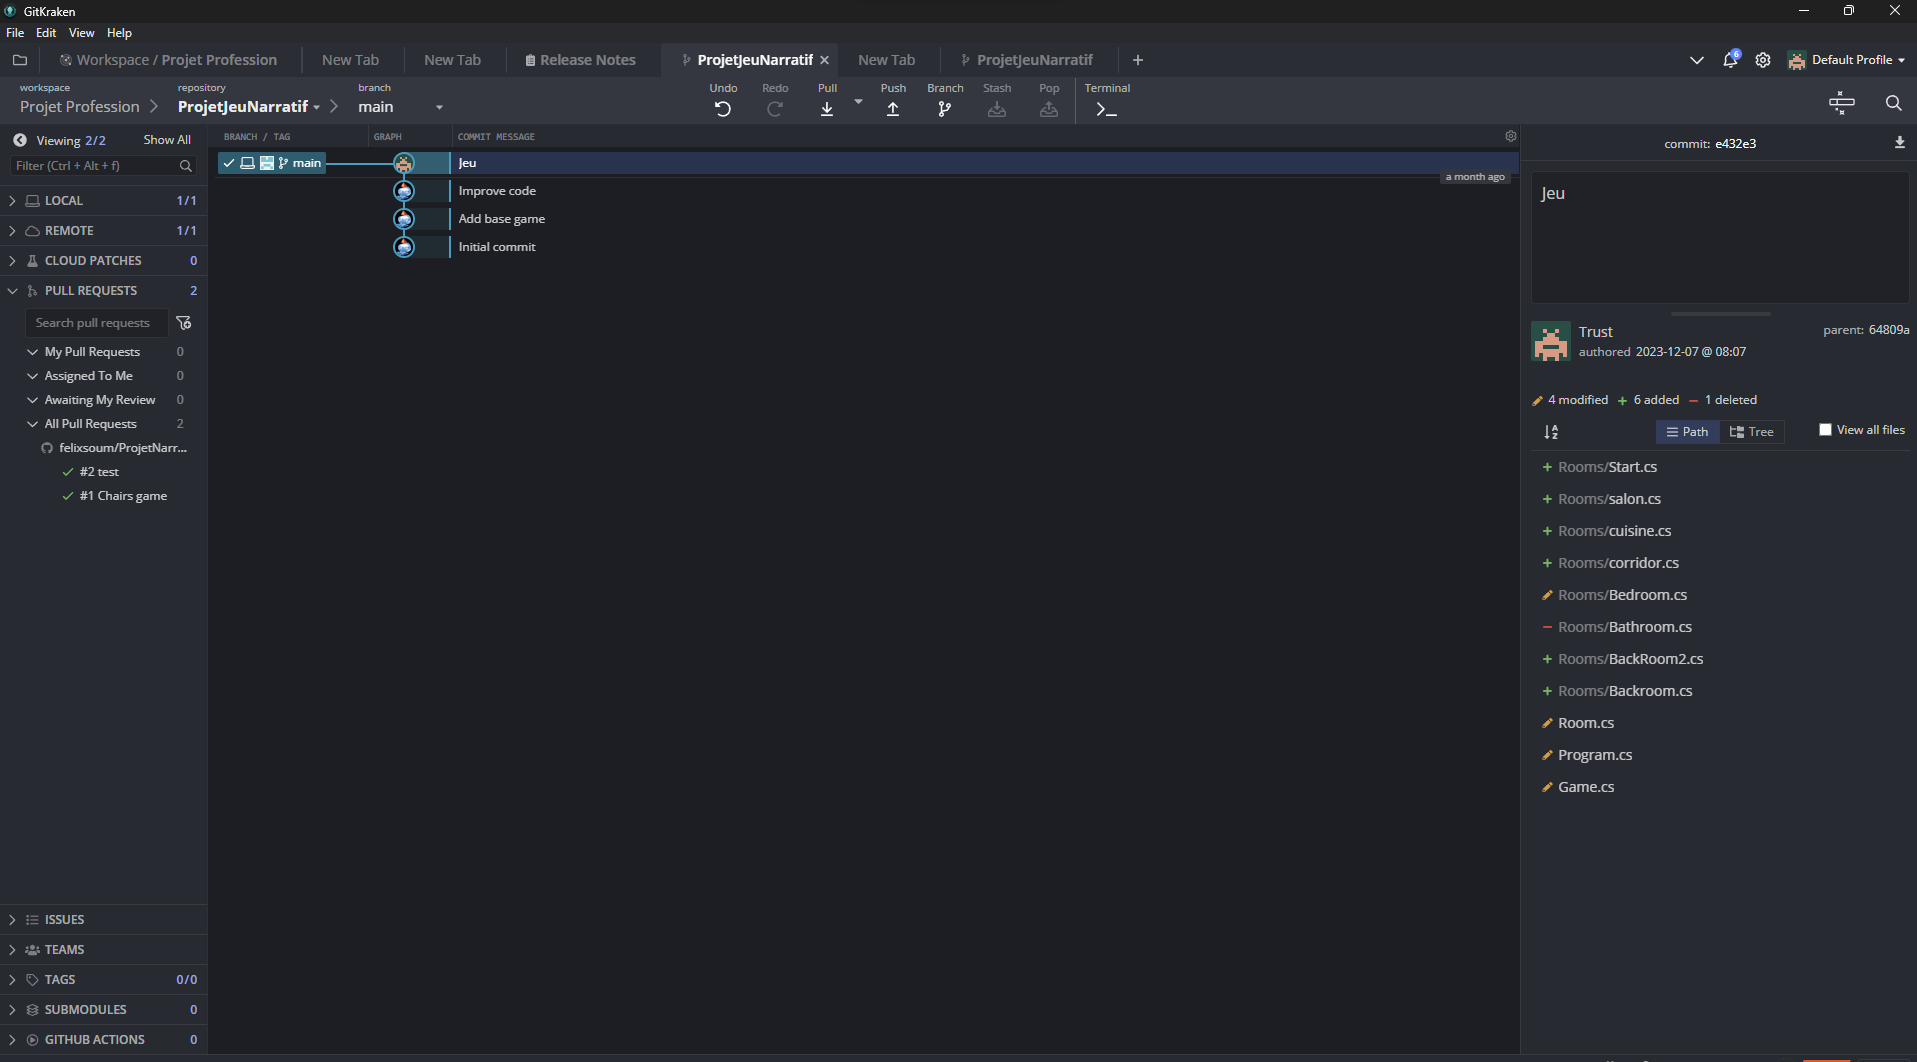 GitKraken
File Edit View Help
Workspace / Projet Profession New Tab New Tab Release Notes ProjetJeuNarratif New Tab ProjetJeuNarratif 6 Default Profile
workspace repository branch
Projet Profession ProjetJeuNarratif main
Undo Redo Pull Push Branch Stash Pop Terminal
Viewing 2/2 Show All
Filter (Ctrl + Alt + f)
LOCAL 1/1
REMOTE 1/1
CLOUD PATCHES 0
PULL REQUESTS 2
Search pull requests
My Pull Requests 0
Assigned To Me 0
Awaiting My Review 0
All Pull Requests 2
felixsoum/ProjetNarr...
#2 test
#1 Chairs game
ISSUES
TEAMS
TAGS 0/0
SUBMODULES 0
GITHUB ACTIONS 0
BRANCH / TAG GRAPH COMMIT MESSAGE
main Jeu
a month ago
Improve code
Add base game
Initial commit
commit: e432e3
Jeu
Trust parent: 64809a
authored 2023-12-07 @ 08:07
4 modified 6 added 1 deleted
Path Tree View all files
Rooms/Start.cs
Rooms/salon.cs
Rooms/cuisine.cs
Rooms/corridor.cs
Rooms/Bedroom.cs
Rooms/Bathroom.cs
Rooms/BackRoom2.cs
Rooms/Backroom.cs
Room.cs
Program.cs
Game.cs